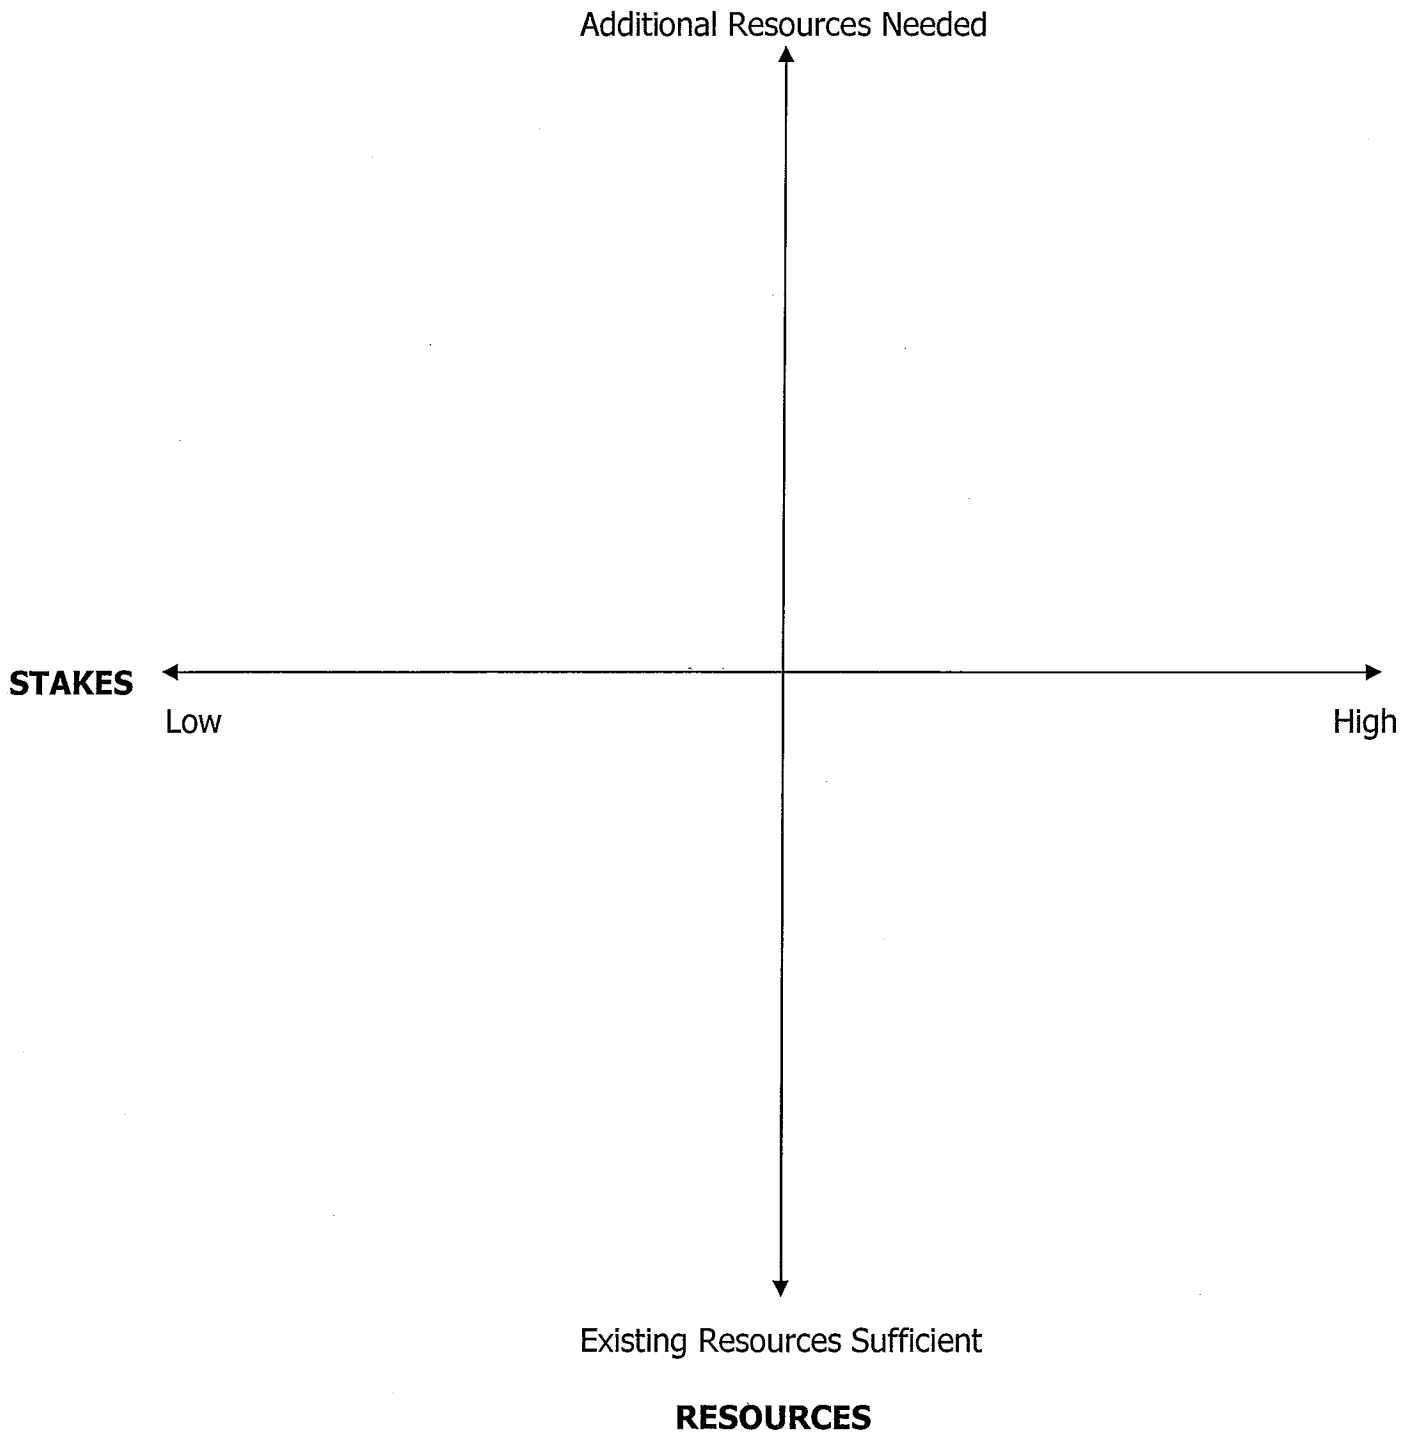 Additional Resources Needed
STAKES
Low
High
Existing Resources Sufficient
RESOURCES